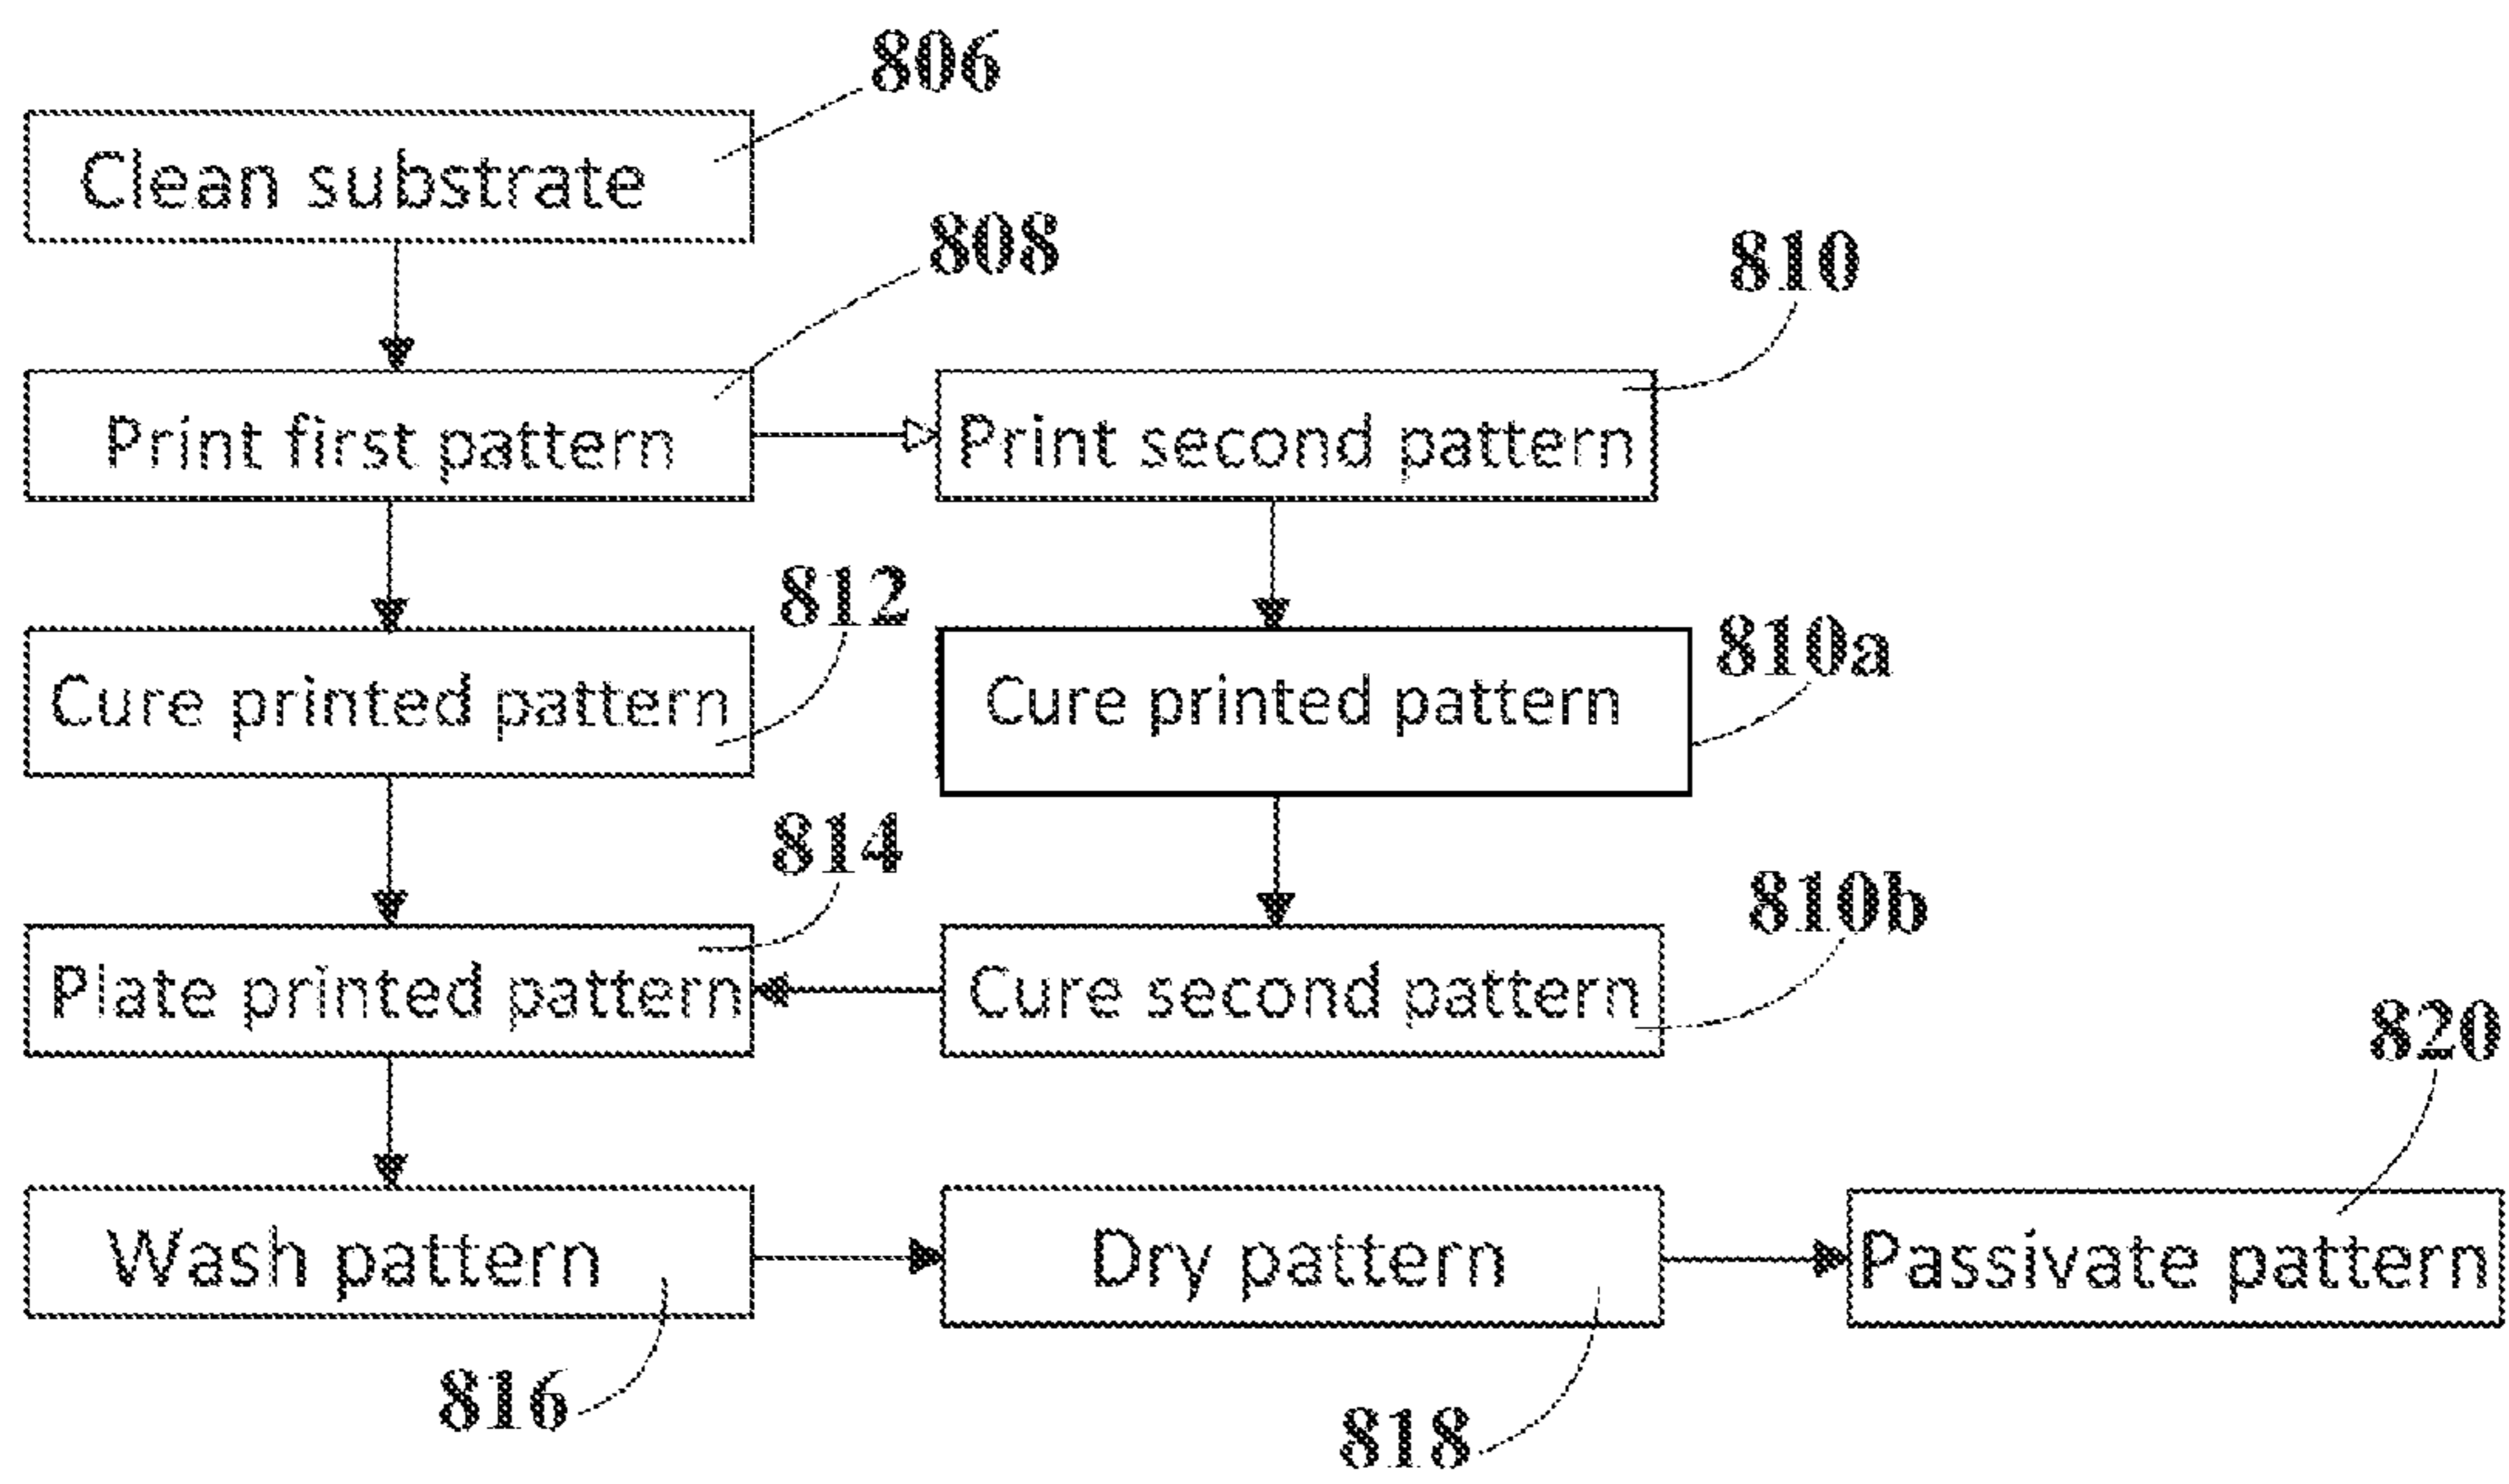 806
Clean substrate
808
810
Print first pattern
Print second pattern
812
810a
Cure printed pattern
Cure printed pattern
814
810b
Plate printed pattern
Cure second pattern
820
Wash pattern
Dry pattern
Passivate pattern
816
818